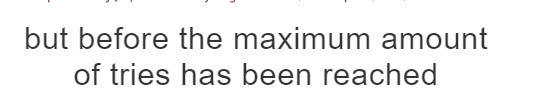 but before the maximum amount
of tries has been reached